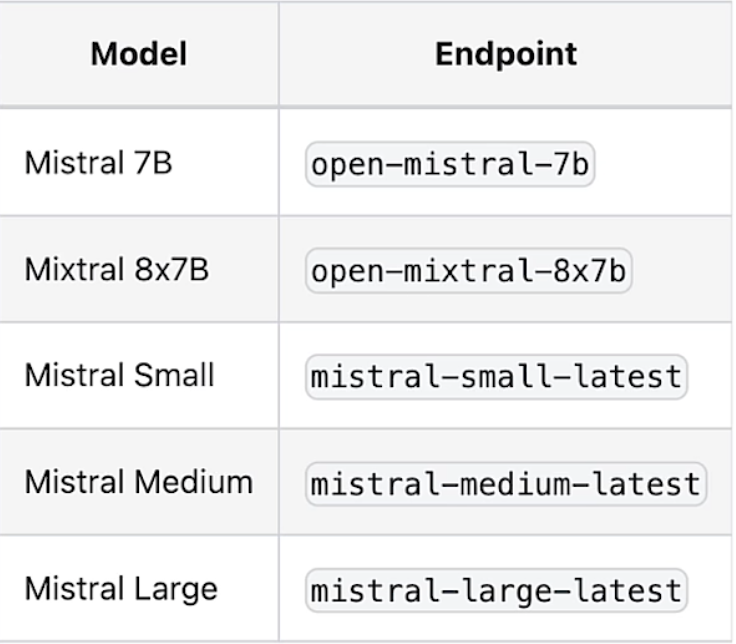 Model Endpoint
Mistral 7B open-mistral-7b
Mixtral 8x7B open-mixtral-8x7b
Mistral Small mistral-small-latest
Mistral Medium mistral-medium-latest
Mistral Large mistral-large-latest